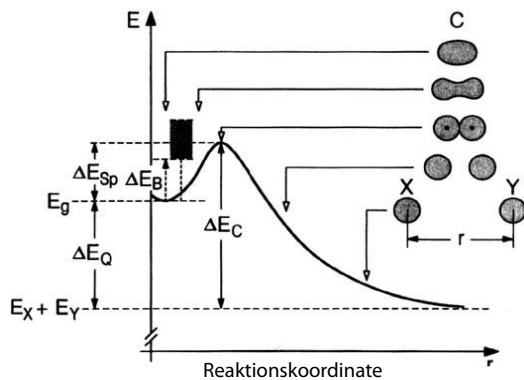 E
C
ΔE_Sp
ΔE_B
E_g
ΔE_C
X
Y
r
ΔE_Q
E_X + E_Y
r
Reaktionskoordinate